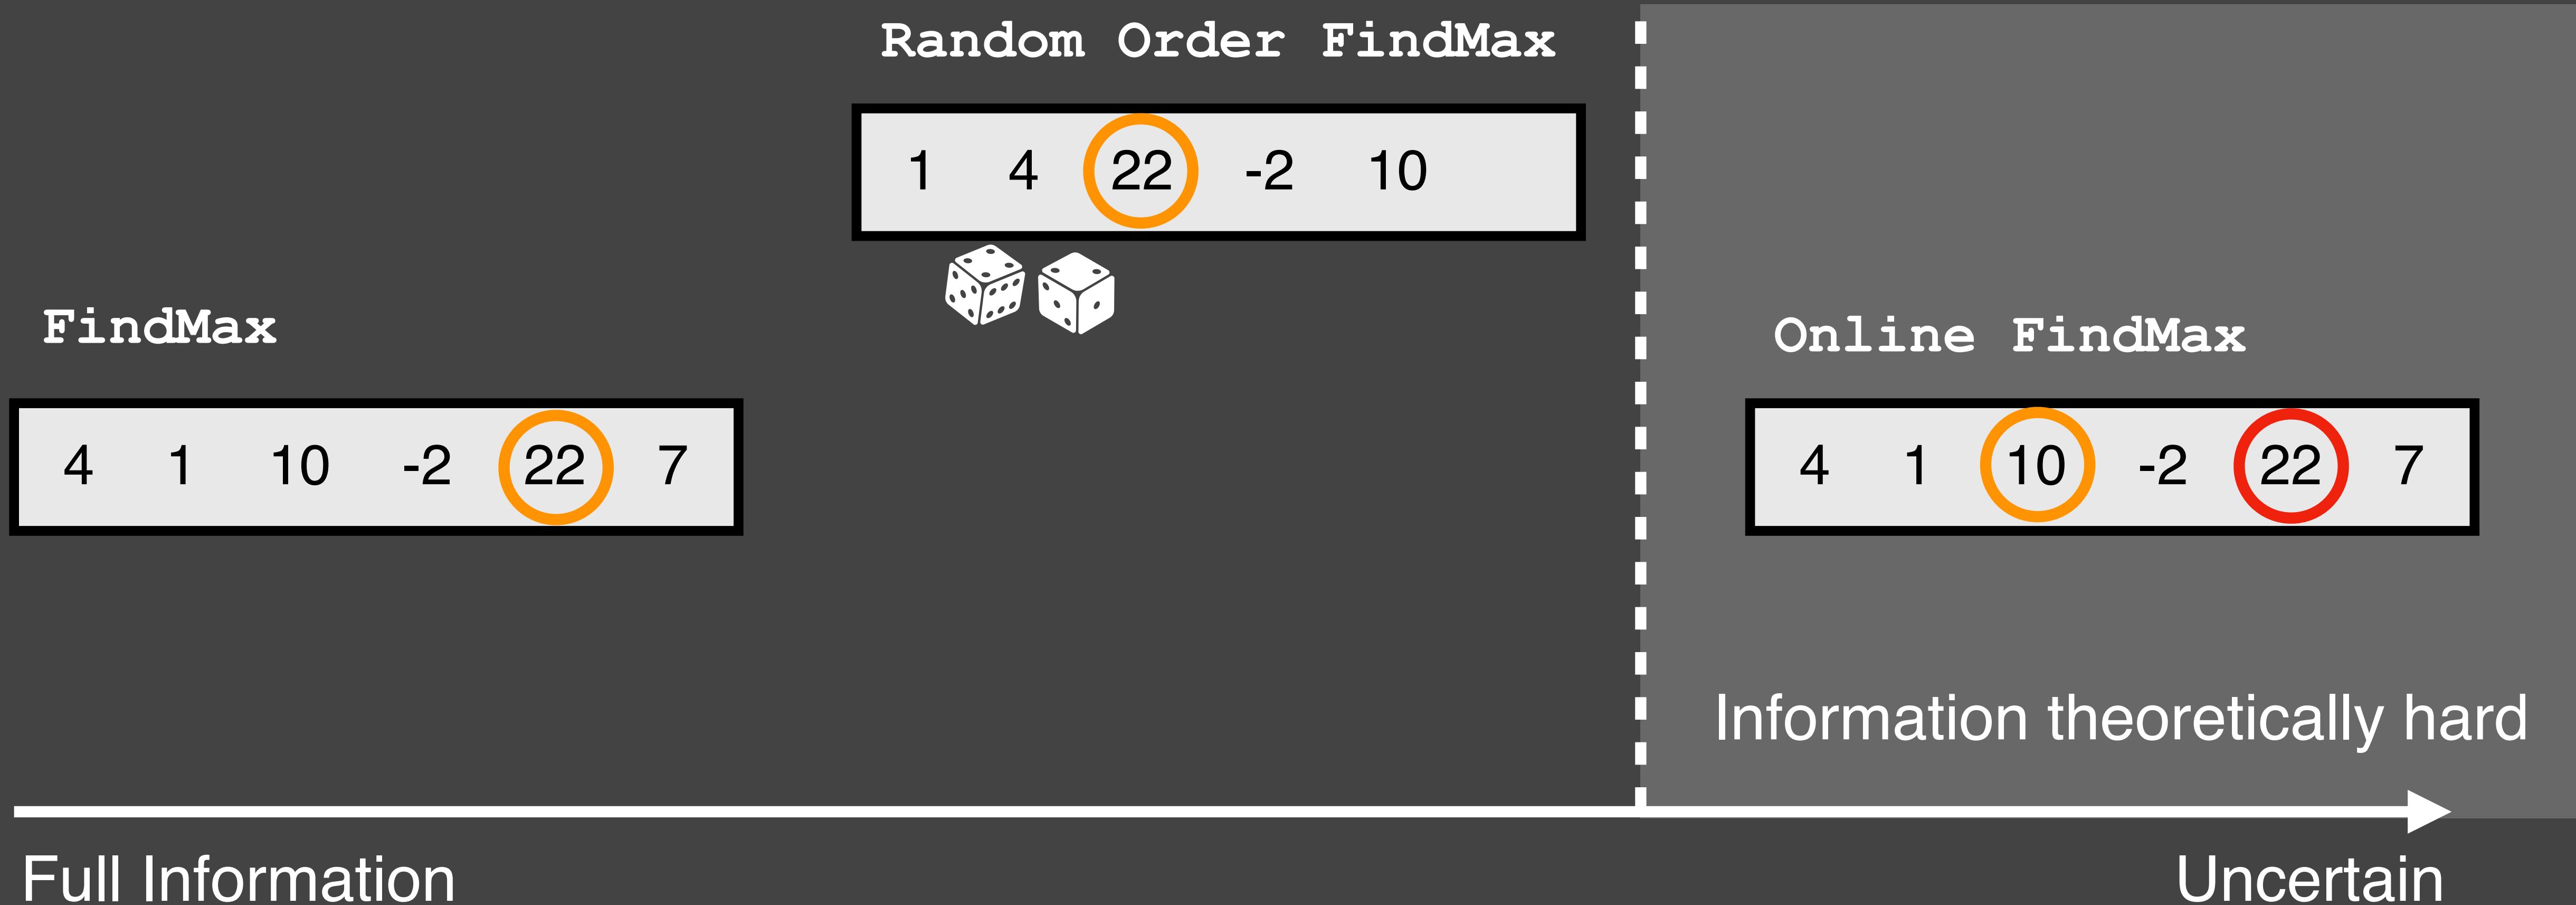 Random Order FindMax
1 4 22 -2 10
FindMax
4 1 10 -2 22 7
Online FindMax
4 1 10 -2 22 7
Information theoretically hard
Full Information
Uncertain